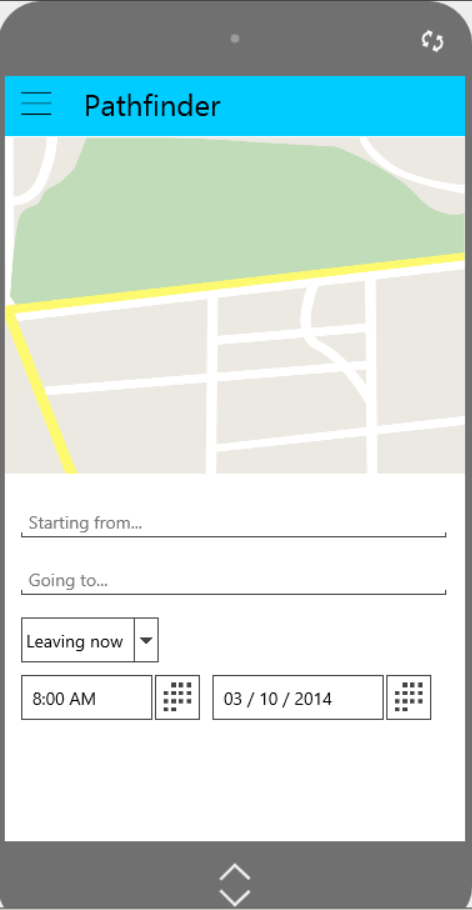 Pathfinder
Starting from...
Going to...
Leaving now
8:00 AM 03 / 10 / 2014